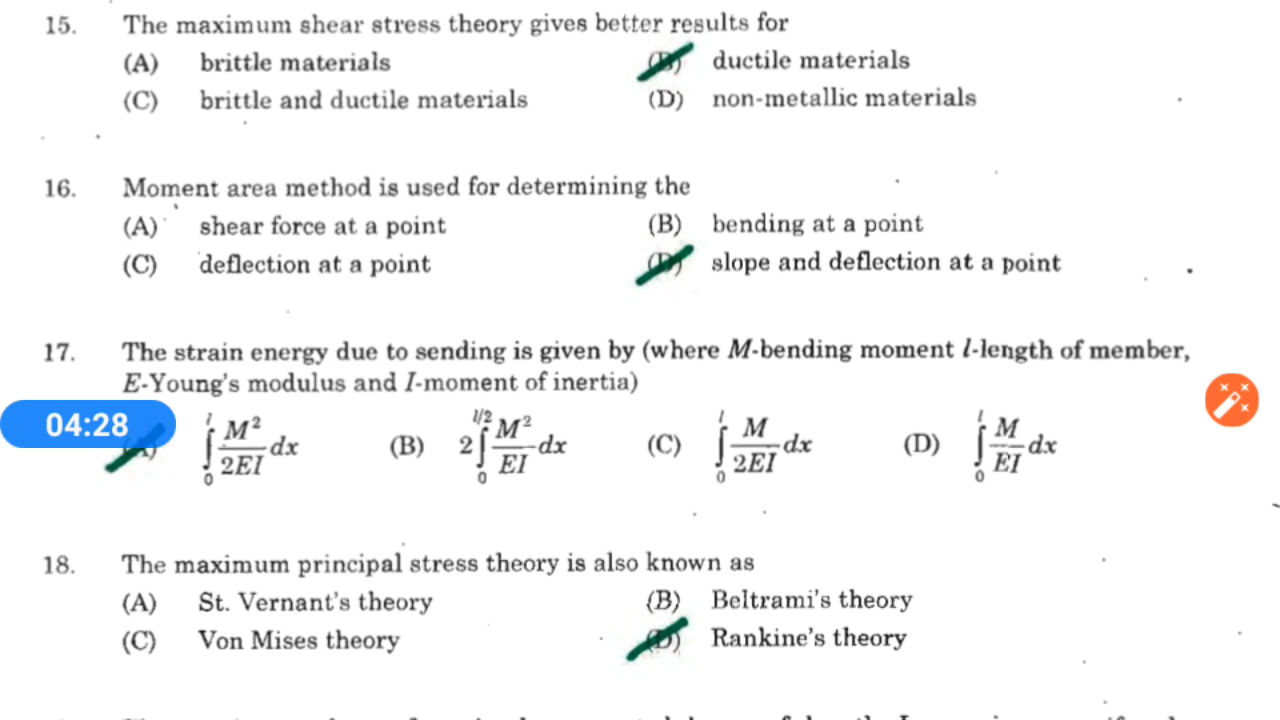 15. The maximum shear stress theory gives better results for
(A) brittle materials (B) ductile materials
(C) brittle and ductile materials (D) non-metallic materials
16. Moment area method is used for determining the
(A) shear force at a point (B) bending at a point
(C) deflection at a point (D) slope and deflection at a point
17. The strain energy due to sending is given by (where M-bending moment l-length of member,
E-Young's modulus and I-moment of inertia)
04:28
(A) ∫₀ˡ M²/2EI dx (B) 2∫₀^(l/2) M²/EI dx (C) ∫₀ˡ M/2EI dx (D) ∫₀ˡ M/EI dx
18. The maximum principal stress theory is also known as
(A) St. Vernant's theory (B) Beltrami's theory
(C) Von Mises theory (D) Rankine's theory